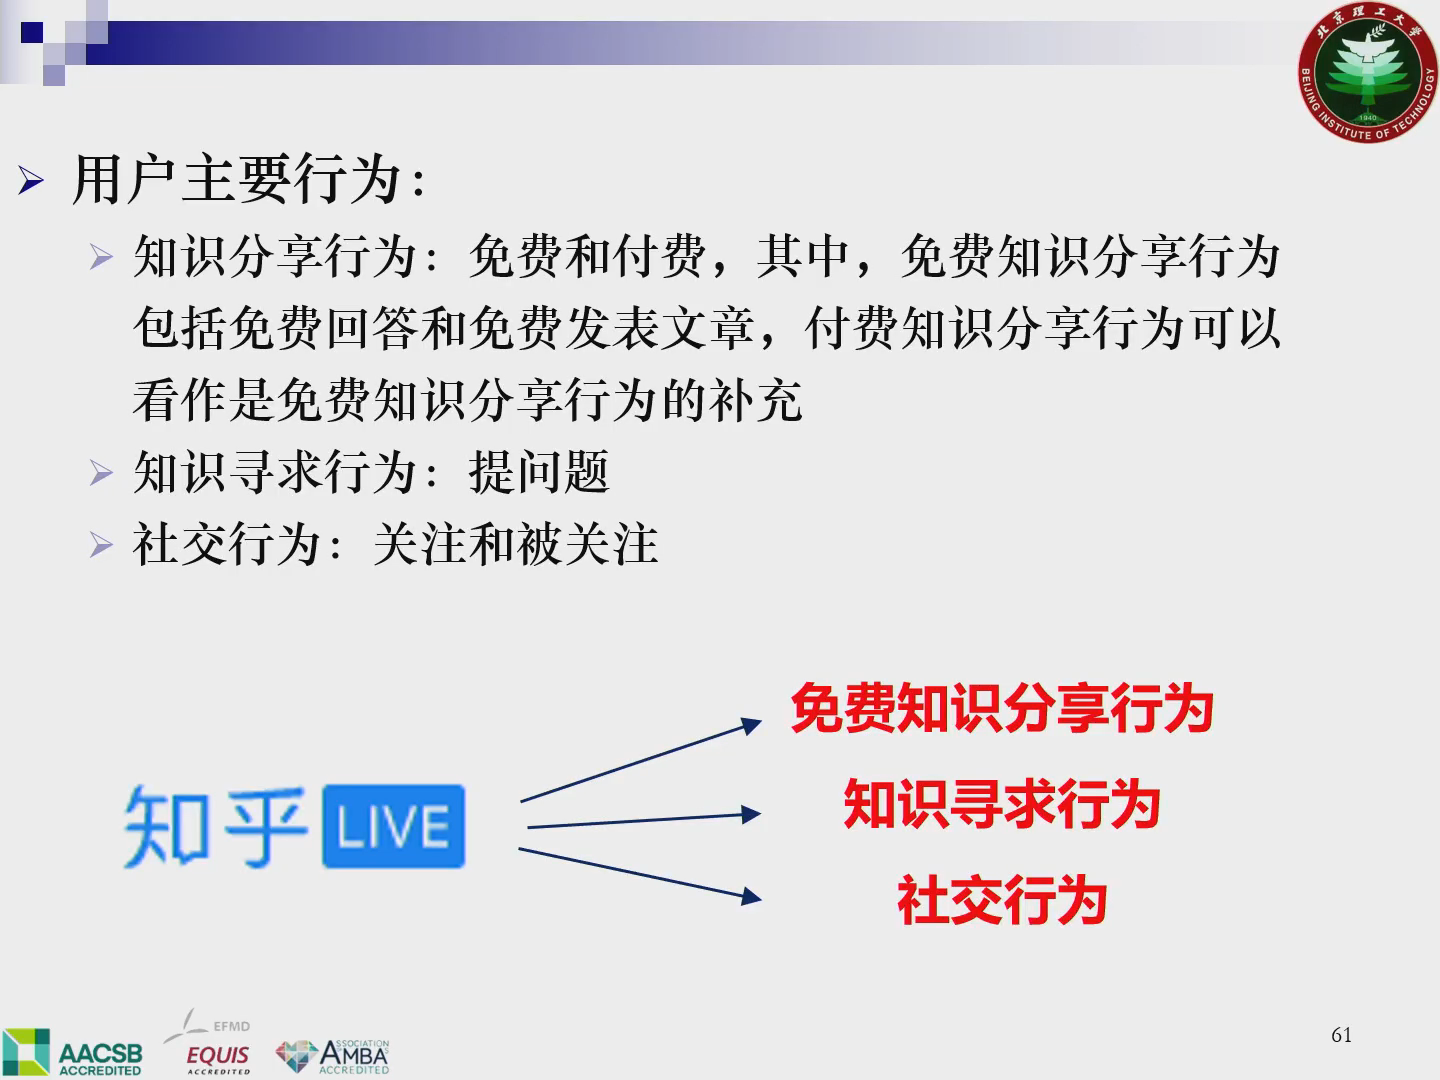 北京理工大学
BEIJING INSTITUTE OF TECHNOLOGY
1940
用户主要行为：
知识分享行为：免费和付费，其中，免费知识分享行为
包括免费回答和免费发表文章，付费知识分享行为可以
看作是免费知识分享行为的补充
知识寻求行为：提问题
社交行为：关注和被关注
免费知识分享行为
知乎 LIVE
知识寻求行为
社交行为
AACSB
ACCREDITED
EFMD
EQUIS
ACCREDITED
ASSOCIATION
AMBA
ACCREDITED
61